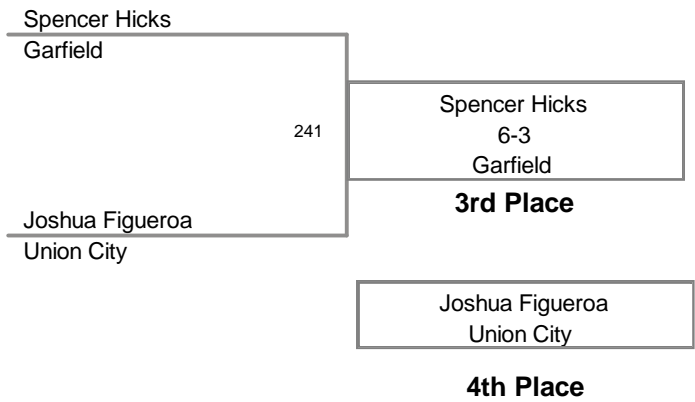 Spencer Hicks
Garfield
241
Spencer Hicks
6-3
Garfield
3rd Place
Joshua Figueroa
Union City
Joshua Figueroa
Union City
4th Place